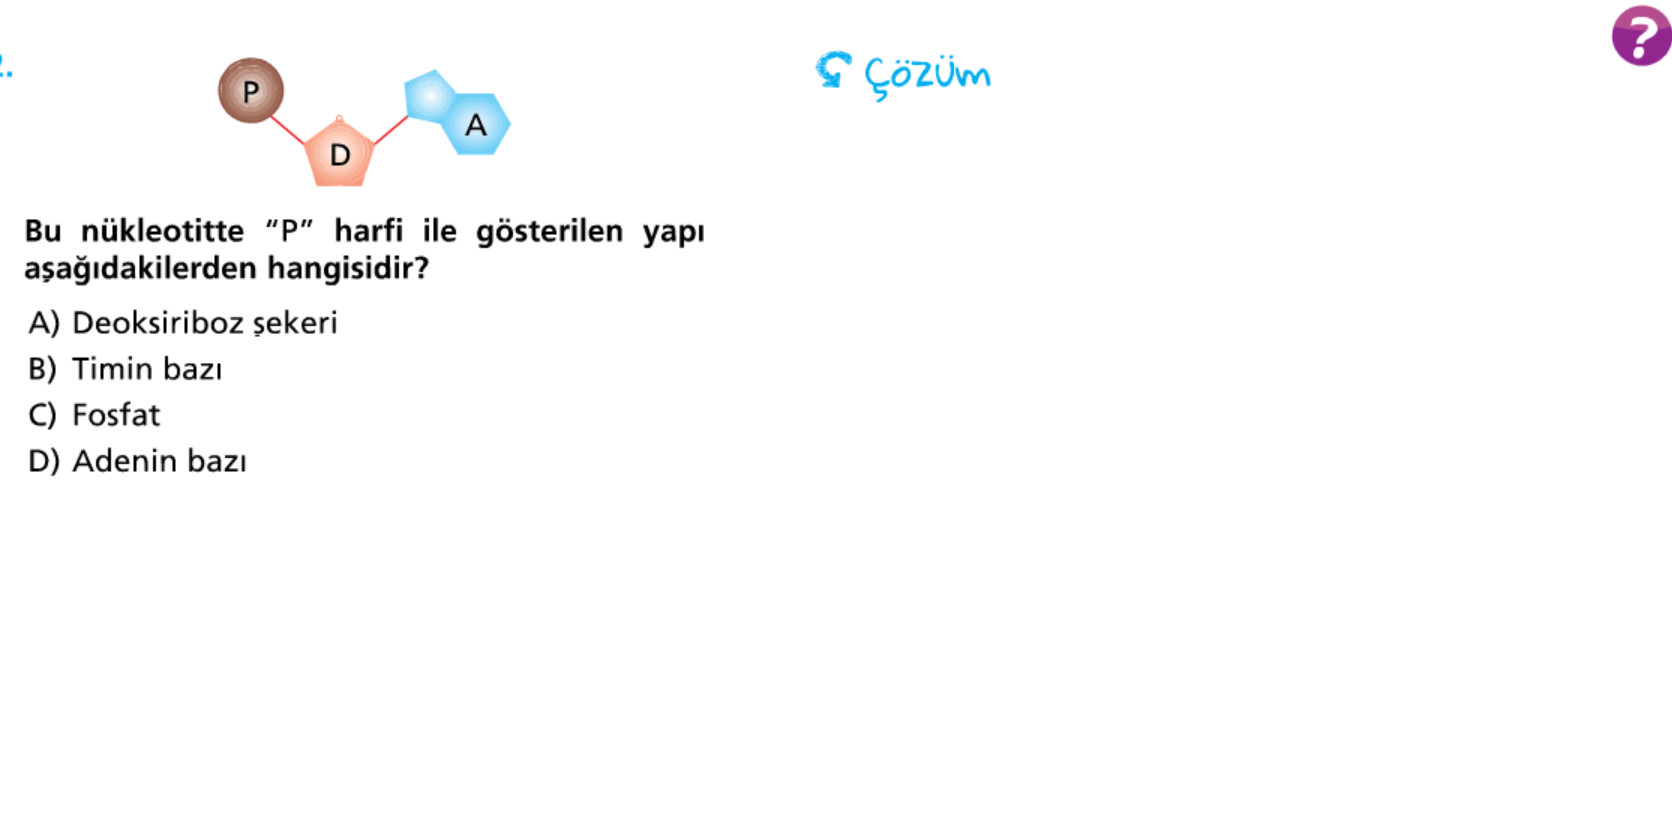 P
D
A
Bu nükleotitte “P” harfi ile gösterilen yapı
aşağıdakilerden hangisidir?
A) Deoksiriboz şekeri
B) Timin bazı
C) Fosfat
D) Adenin bazı
Çözüm
?